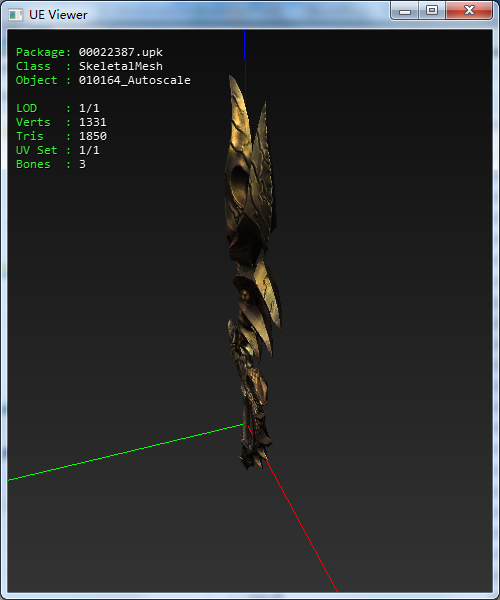 UE Viewer
Package: 00022387.upk
Class  : SkeletalMesh
Object : 010164_Autoscale
LOD    : 1/1
Verts  : 1331
Tris   : 1850
UV Set : 1/1
Bones  : 3